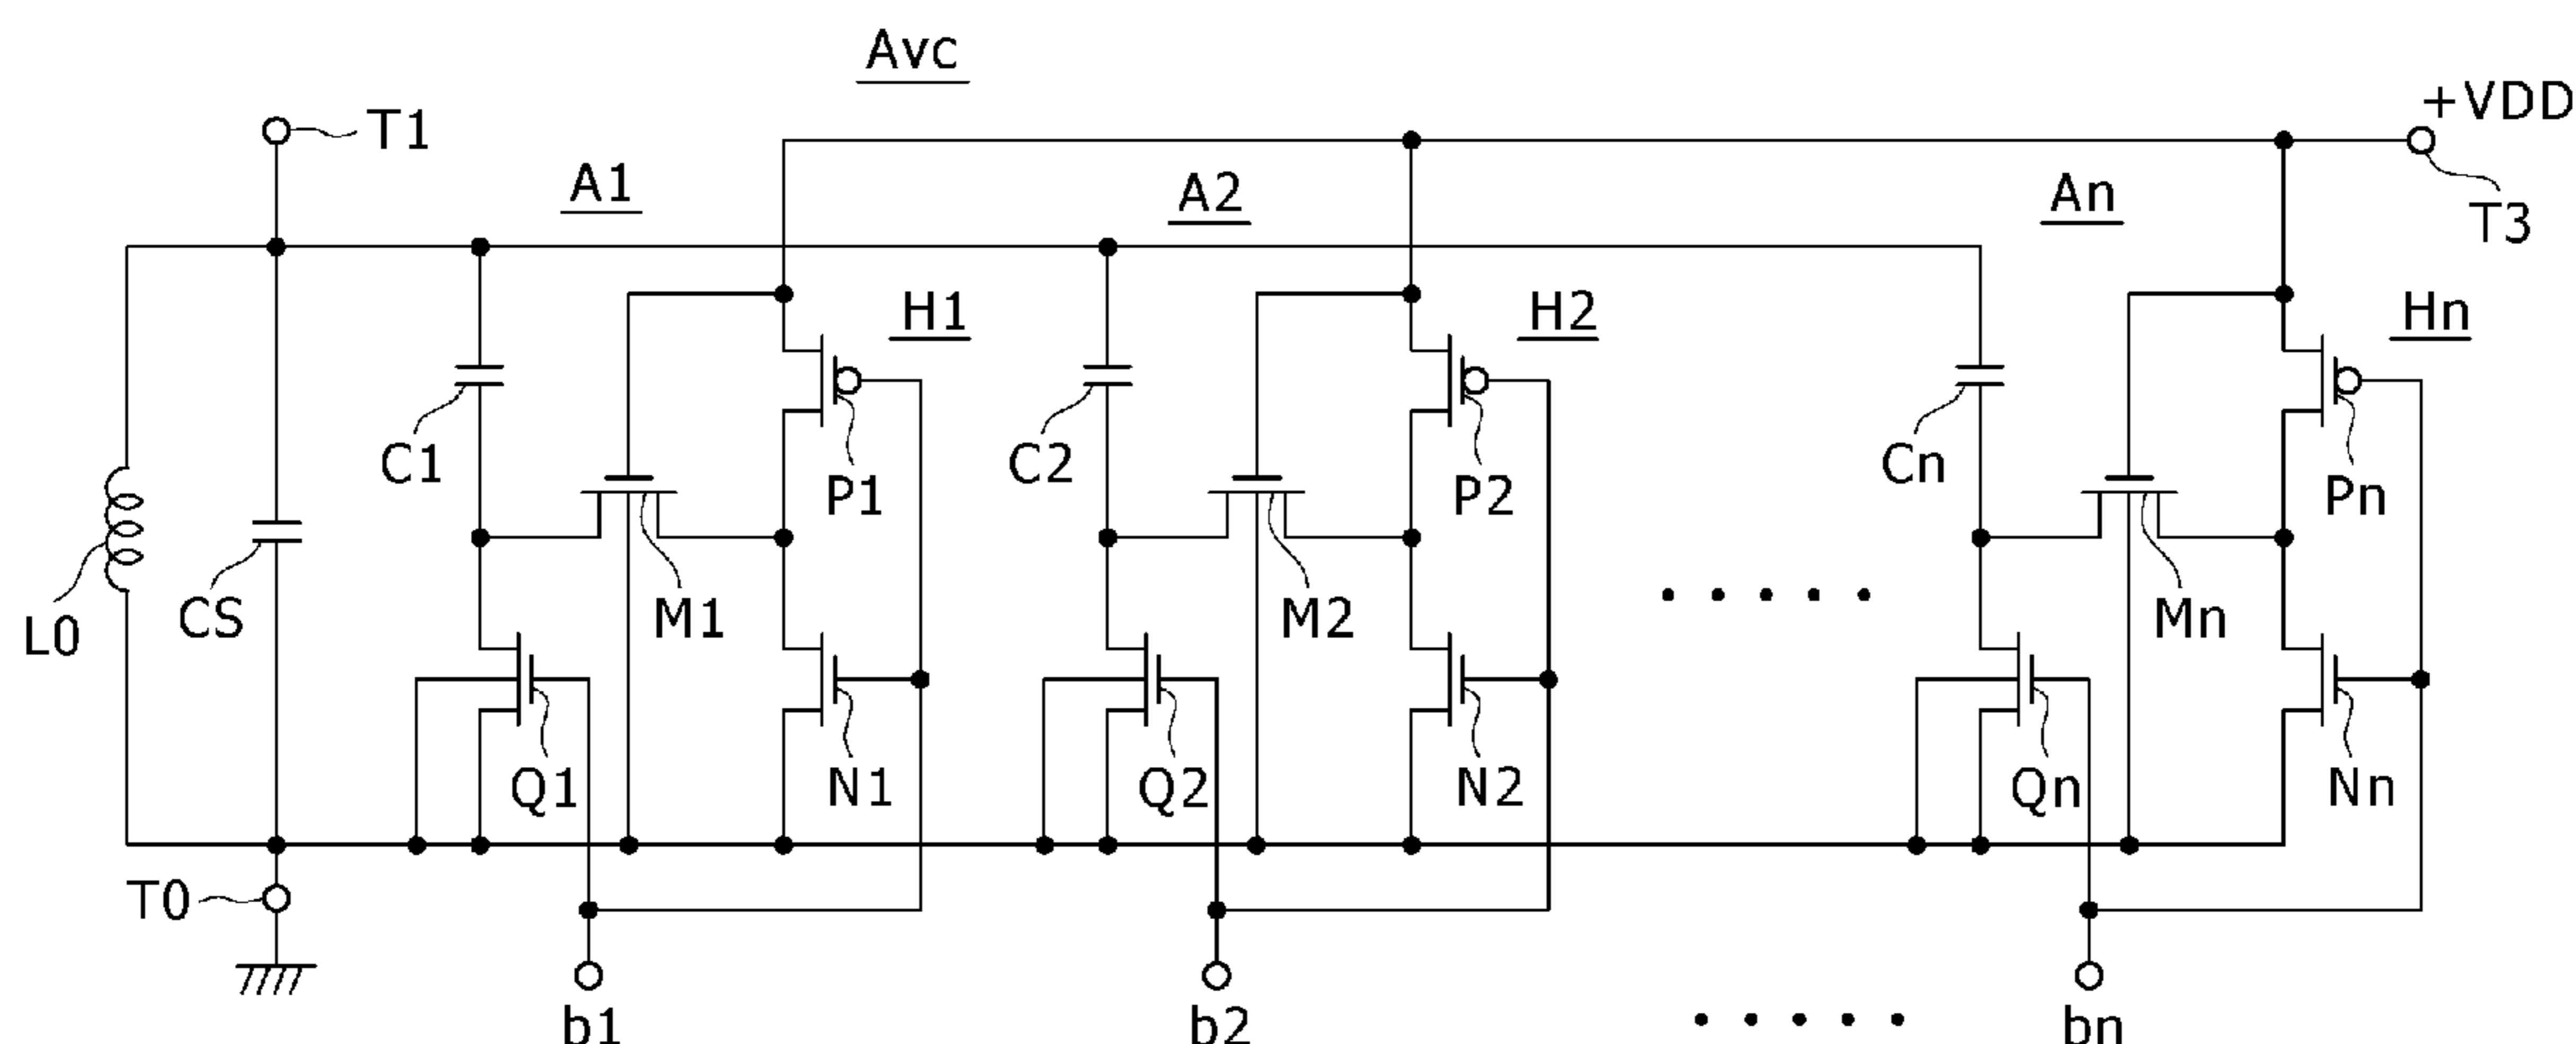 Avc
+VDD
T1
A1
A2
An
T3
H1
H2
Hn
C1
C2
Cn
P1
P2
Pn
L0
CS
M1
M2
Mn
Q1
N1
Q2
N2
Qn
Nn
T0
b1
b2
bn